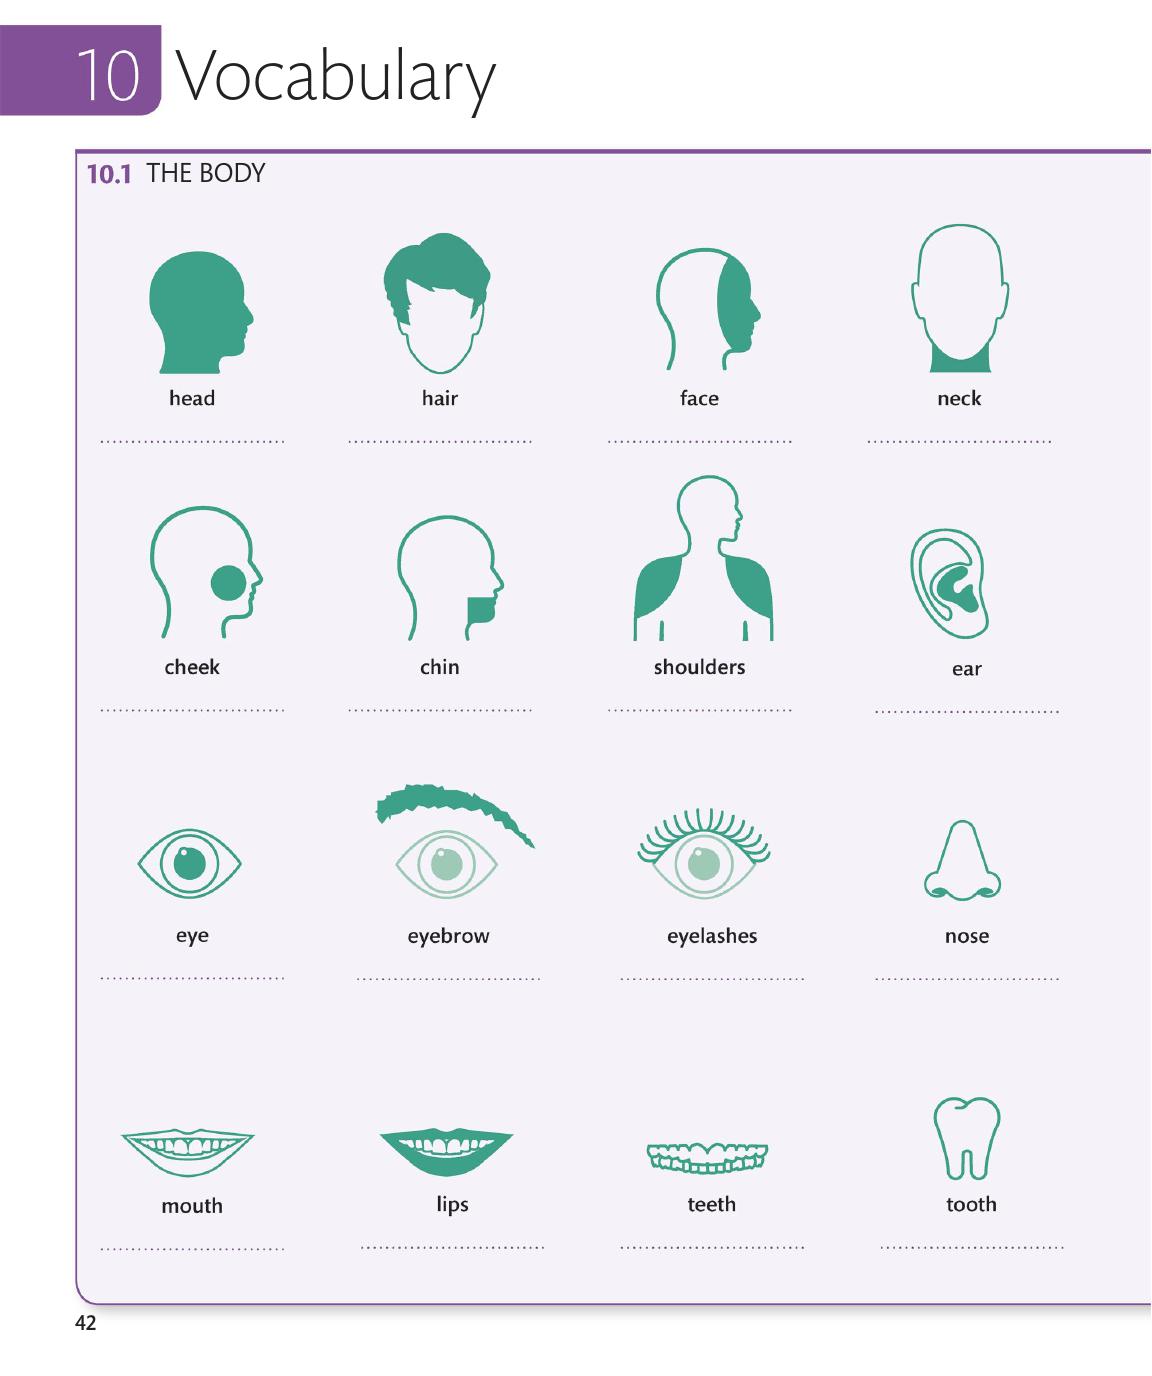 10 Vocabulary
10.1 THE BODY
head hair face neck
cheek chin shoulders ear
eye eyebrow eyelashes nose
mouth lips teeth tooth
42